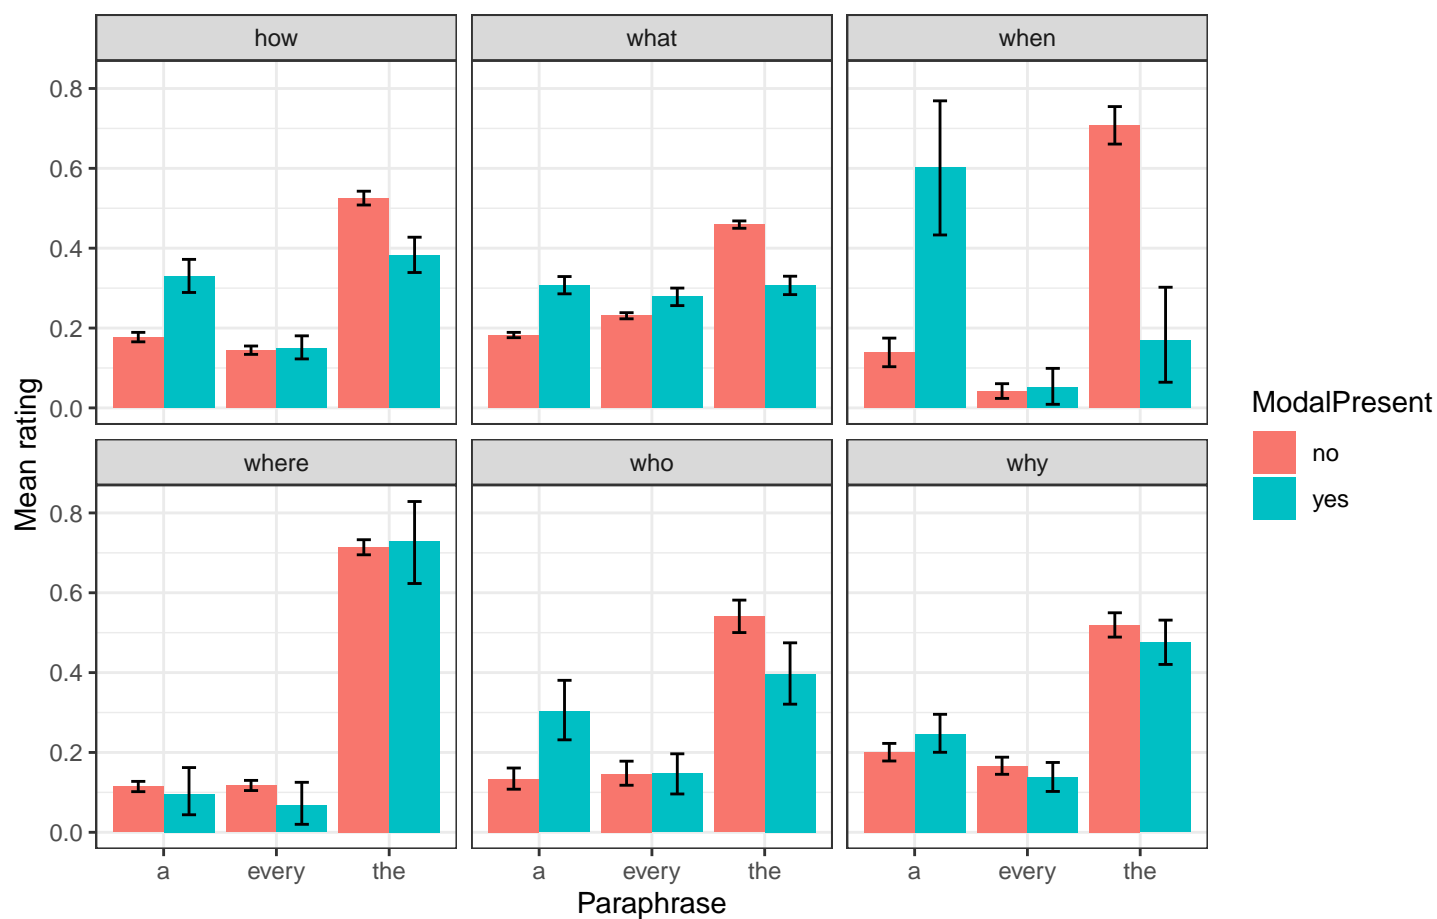 how
what
when
0.8
0.6
0.4
0.2
0.0
where
who
why
0.8
0.6
0.4
0.2
0.0
a
every
the
a
every
the
a
every
the
Paraphrase
Mean rating
ModalPresent
no
yes